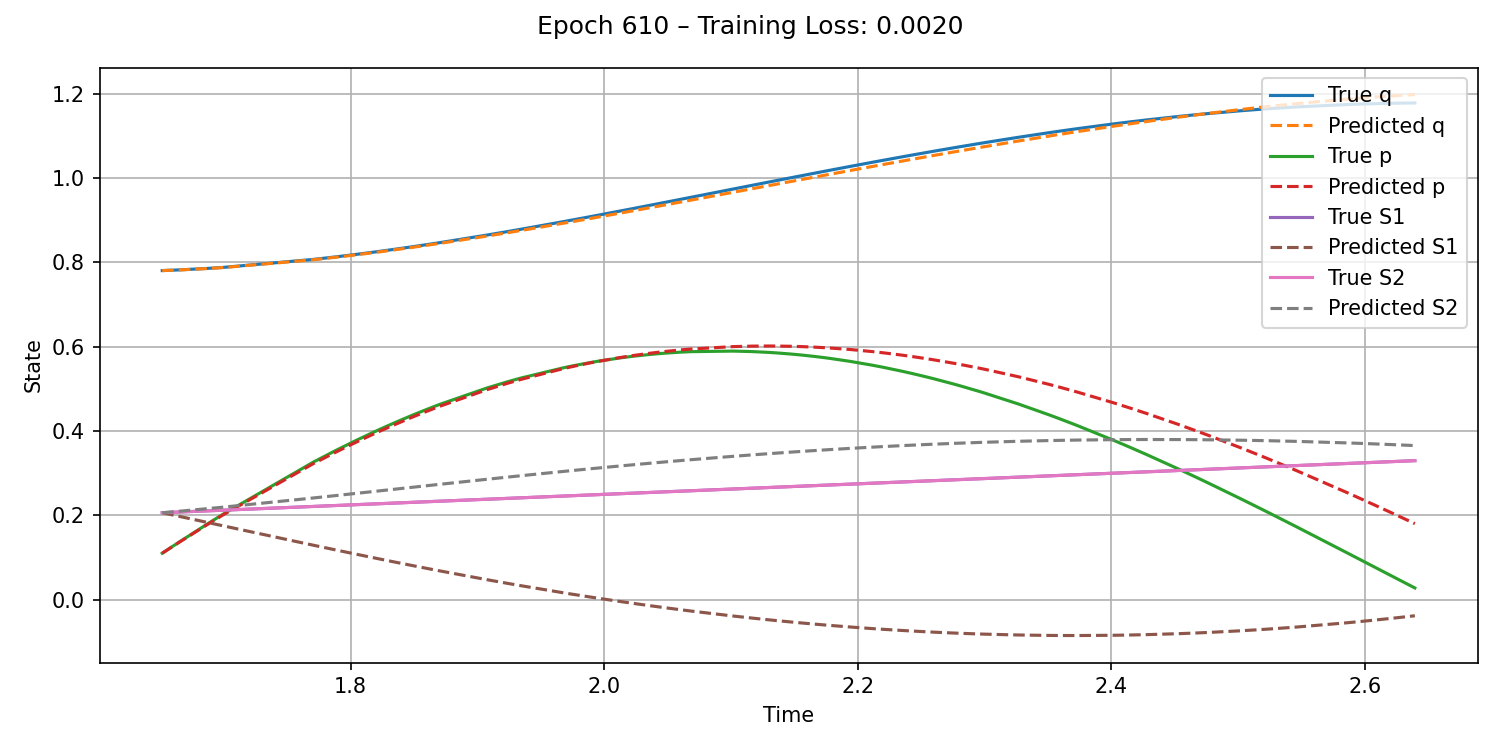 Epoch 610 – Training Loss: 0.0020
1.2
1.0
0.8
0.6
0.4
0.2
0.0
State
True q
Predicted q
True p
Predicted p
True S1
Predicted S1
True S2
Predicted S2
1.8
2.0
2.2
2.4
2.6
Time